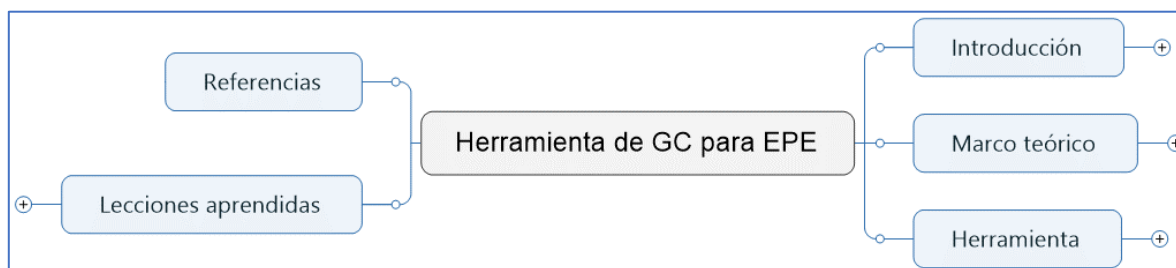 Herramienta de GC para EPE
Introducción
Marco teórico
Herramienta
Referencias
Lecciones aprendidas